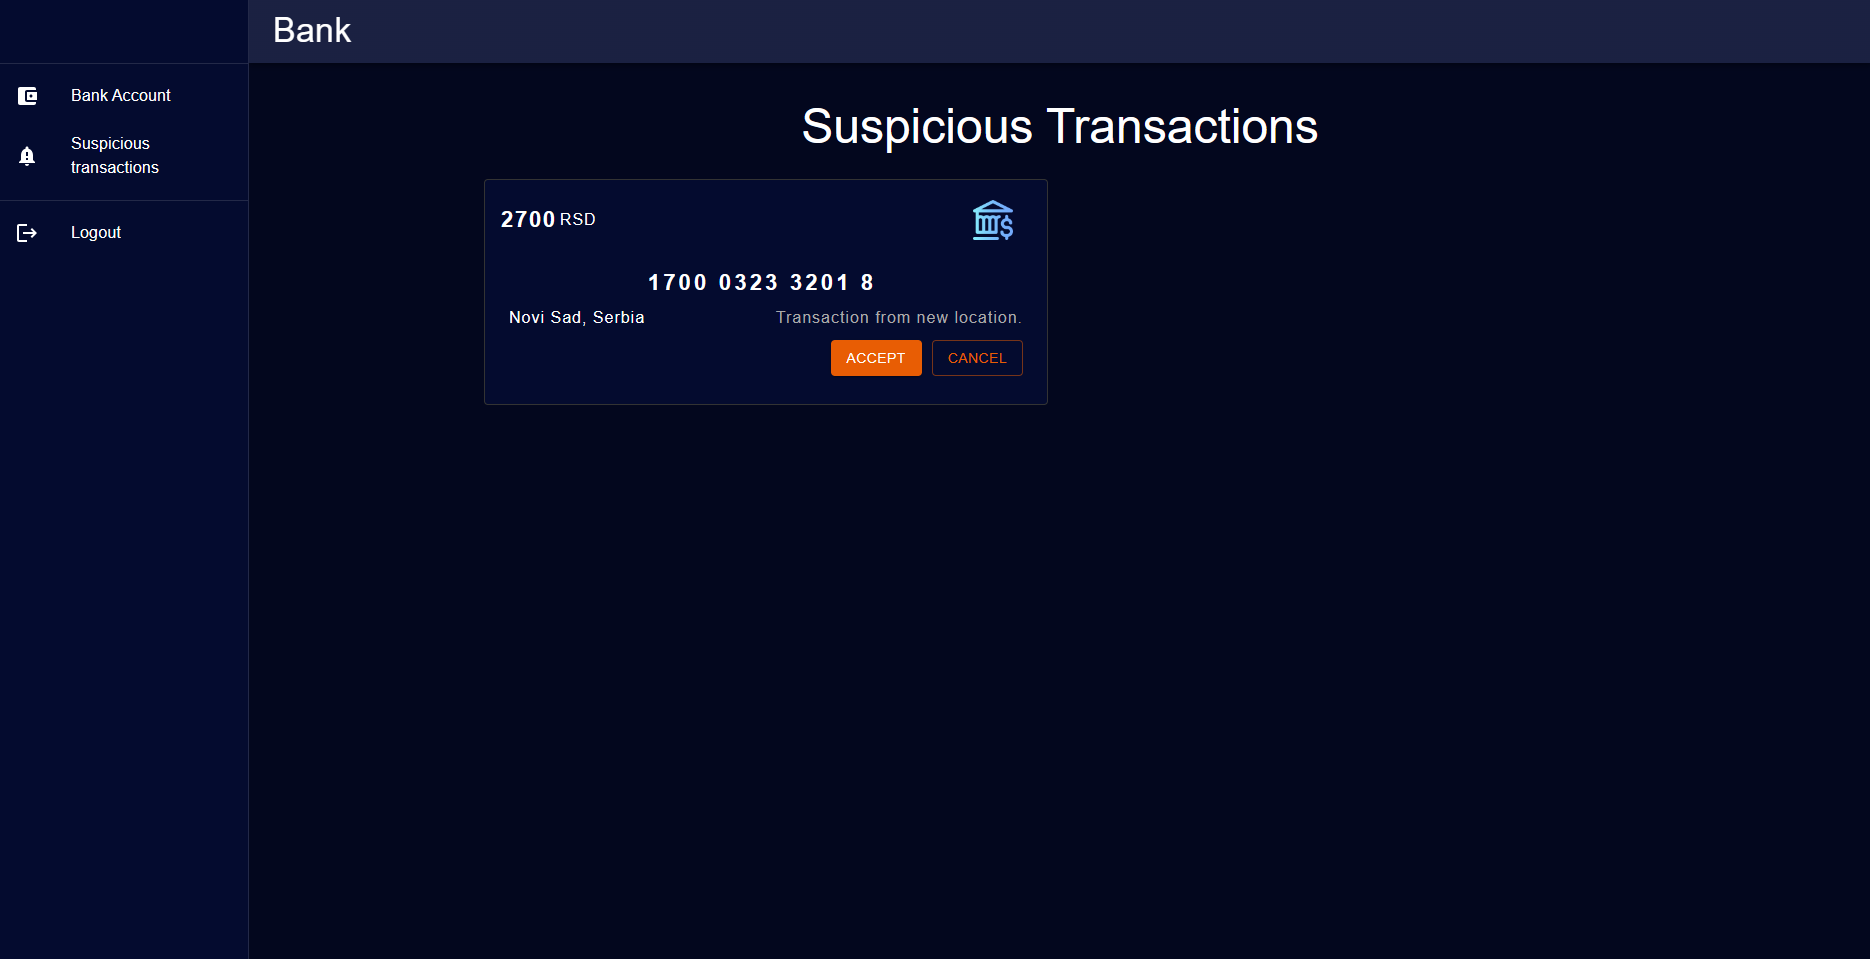 Bank
Bank Account
Suspicious
transactions
Logout
Suspicious Transactions
2700 RSD
$
1700 0323 3201 8
Novi Sad, Serbia
Transaction from new location.
ACCEPT
CANCEL